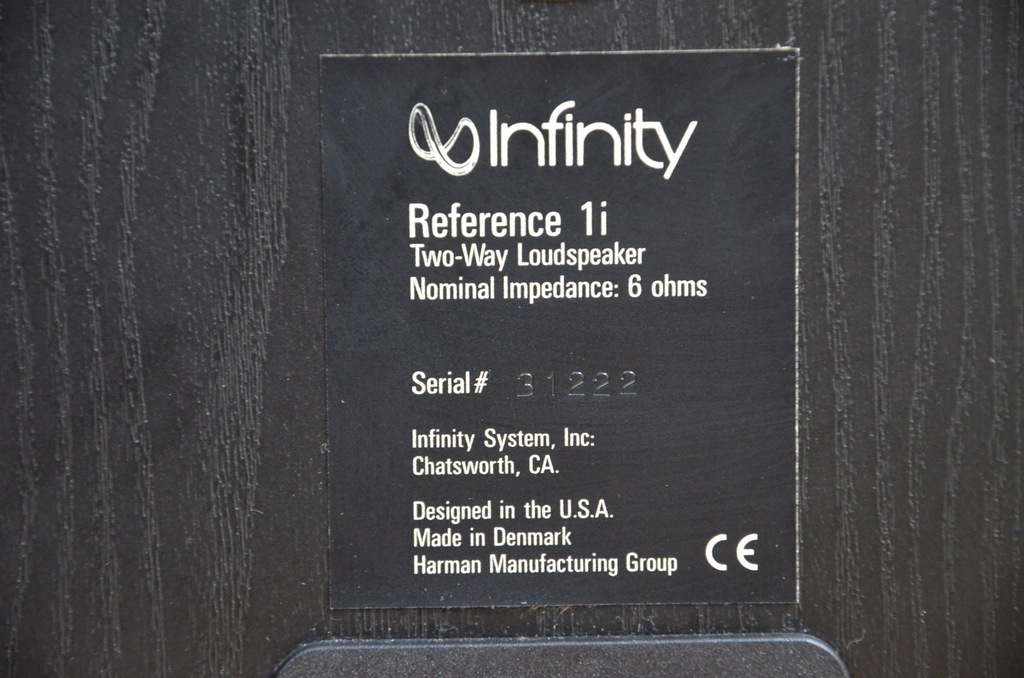 Infinity
Reference 1i
Two-Way Loudspeaker
Nominal Impedance: 6 ohms
Serial# 31222
Infinity System, Inc:
Chatsworth, CA.
Designed in the U.S.A.
Made in Denmark
Harman Manufacturing Group CE